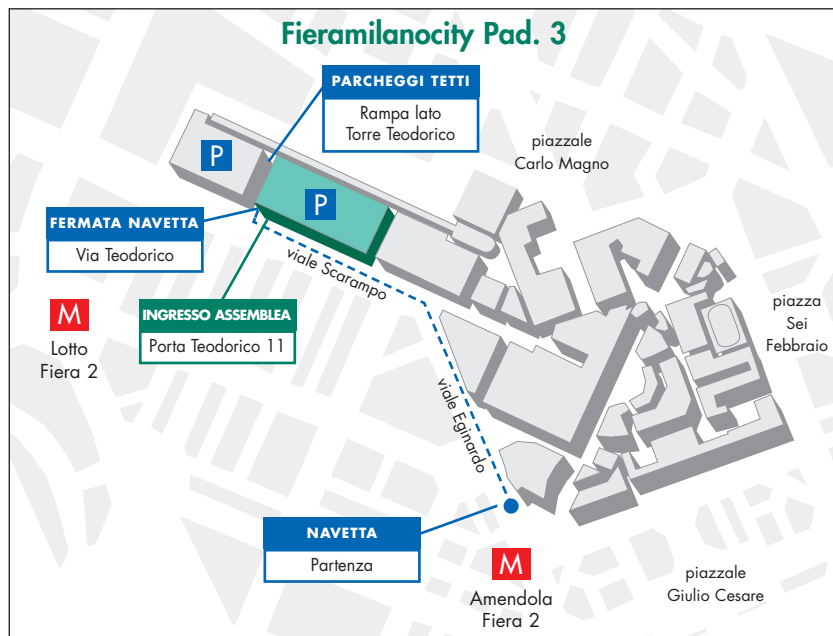 Fieramilanocity Pad. 3
PARCHEGGI TETTI
Rampa lato
Torre Teodorico
piazzale
Carlo Magno
P
P
FERMATA NAVETTA
Via Teodorico
viale Scarampo
INGRESSO ASSEMBLEA
Porta Teodorico 11
M
Lotto
Fiera 2
piazza
Sei
Febbraio
viale Eginardo
NAVETTA
Partenza
M
Amendola
Fiera 2
piazzale
Giulio Cesare